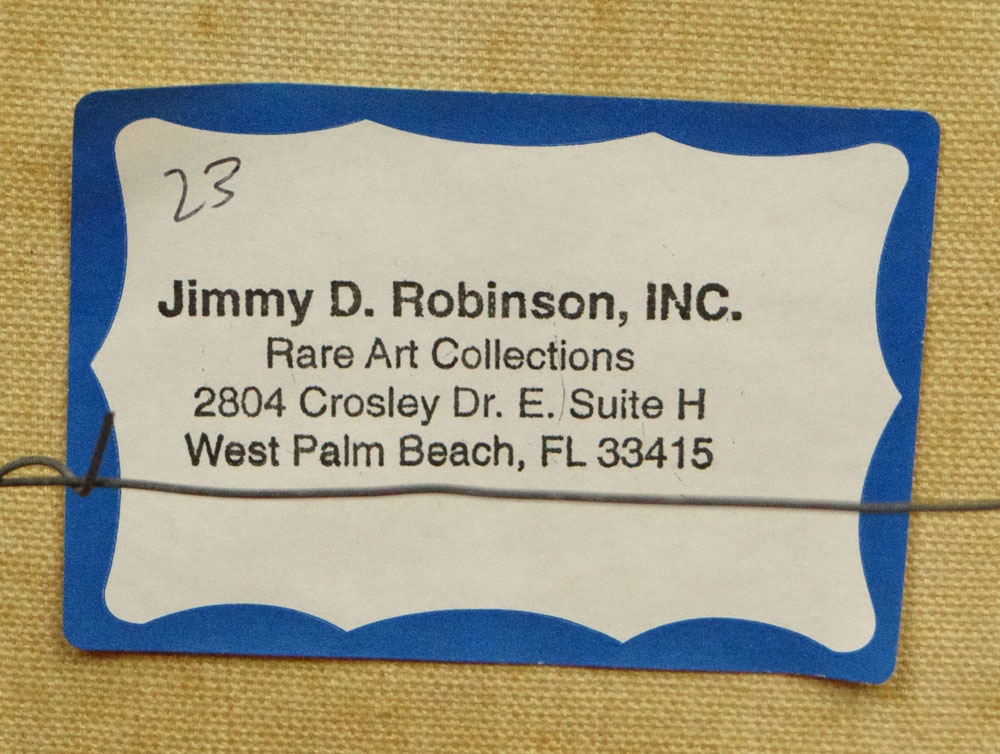 23
Jimmy D. Robinson, INC.
Rare Art Collections
2804 Crosley Dr. E. Suite H
West Palm Beach, FL 33415